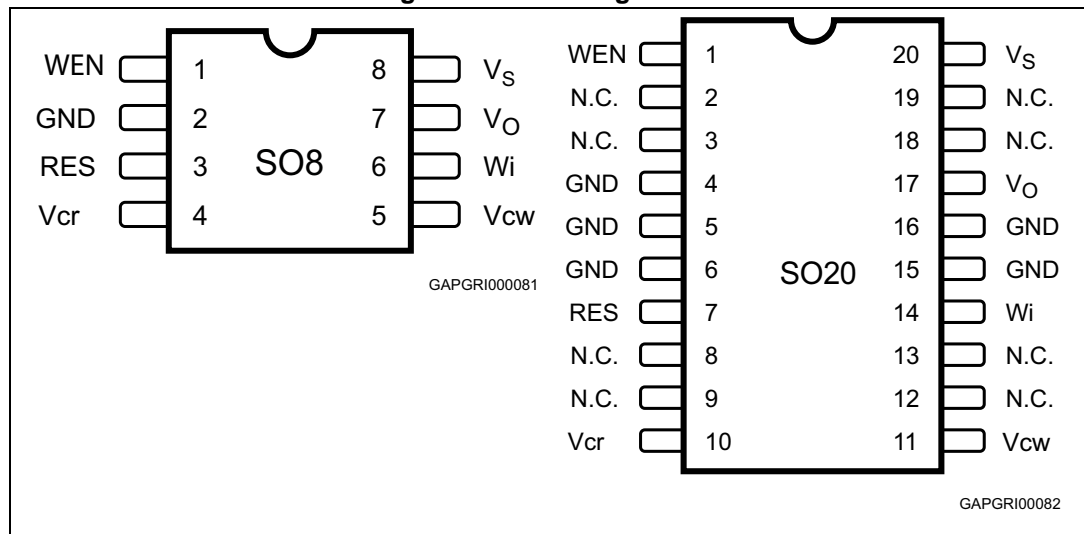 WEN 1 8 VS
GND 2 7 VO
RES 3 SO8 6 Wi
Vcr 4 5 Vcw
GAPGRI000081
WEN 1 20 VS
N.C. 2 19 N.C.
N.C. 3 18 N.C.
GND 4 17 VO
GND 5 16 GND
GND 6 SO20 15 GND
RES 7 14 Wi
N.C. 8 13 N.C.
N.C. 9 12 N.C.
Vcr 10 11 Vcw
GAPGRI00082